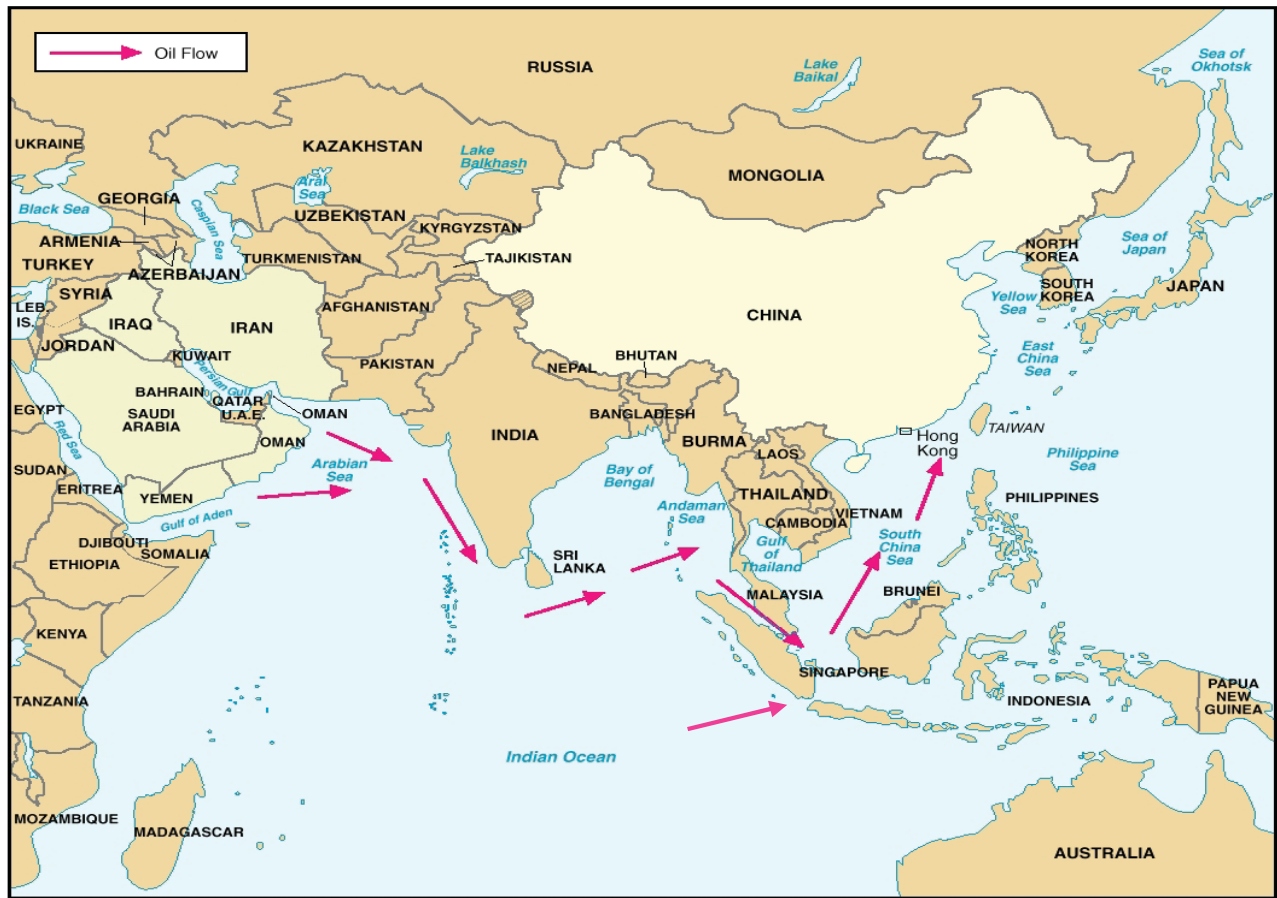 Oil Flow
Sea of
Okhotsk
RUSSIA
Lake
Baikal
UKRAINE
KAZAKHSTAN
Lake
Balkhash
MONGOLIA
Aral
Sea
GEORGIA
Black Sea
Caspian Sea
UZBEKISTAN
KYRGYZSTAN
ARMENIA
TURKEY
AZERBAIJAN
TURKMENISTAN
TAJIKISTAN
NORTH
KOREA
Sea of
Japan
SOUTH
KOREA
JAPAN
Yellow
Sea
SYRIA
LEB.
IS.
IRAQ
IRAN
AFGHANISTAN
CHINA
JORDAN
KUWAIT
PAKISTAN
NEPAL
BHUTAN
East
China
Sea
Persian Gulf
BAHRAIN
QATAR
U.A.E.
OMAN
EGYPT
Red Sea
SAUDI
ARABIA
OMAN
INDIA
BANGLADESH
BURMA
Hong
Kong
TAIWAN
LAOS
SUDAN
Arabian
Sea
Bay of
Bengal
Philippine
Sea
ERITREA
YEMEN
THAILAND
PHILIPPINES
Gulf of Aden
Andaman
Sea
VIETNAM
CAMBODIA
DJIBOUTI
SOMALIA
ETHIOPIA
SRI
LANKA
Gulf
of
Thailand
South
China
Sea
MALAYSIA
BRUNEI
KENYA
SINGAPORE
TANZANIA
INDONESIA
PAPUA
NEW
GUINEA
Indian Ocean
MOZAMBIQUE
MADAGASCAR
AUSTRALIA